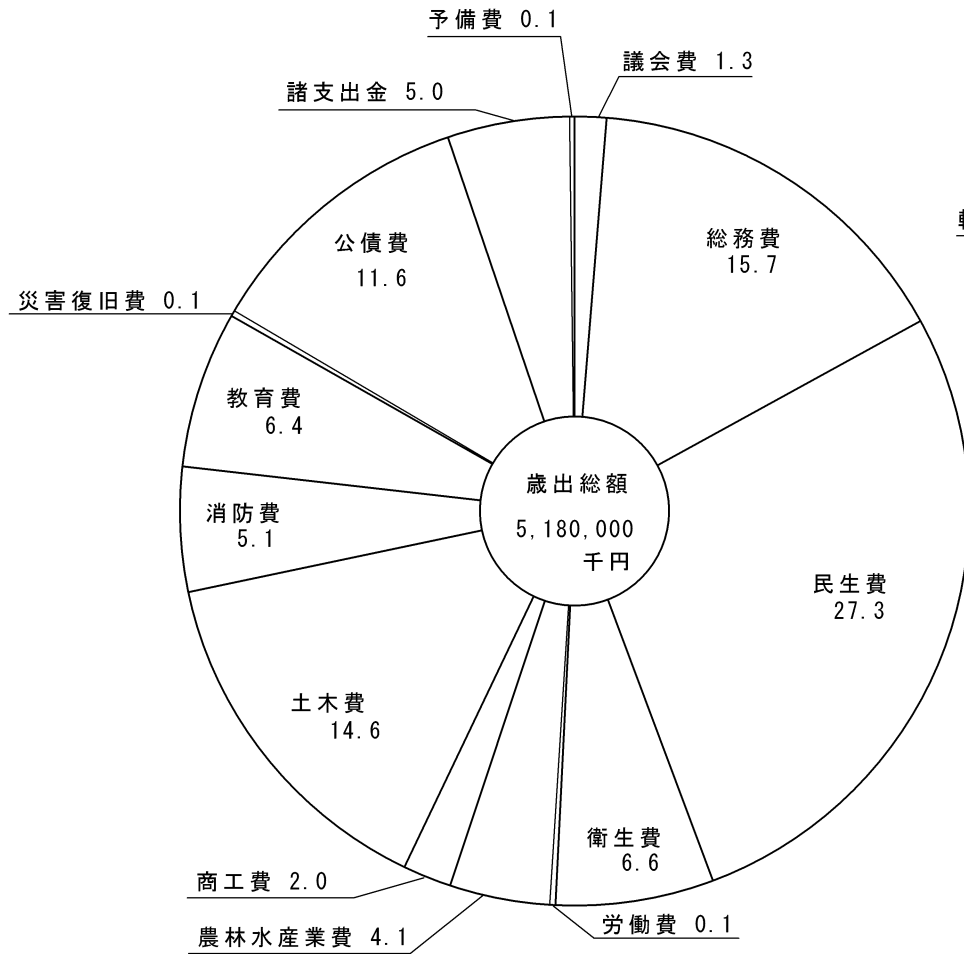 予備費 0.1
議会費 1.3
諸支出金 5.0
公債費
11.6
総務費
15.7
災害復旧費 0.1
教育費
6.4
歳出総額
5,180,000
千円
消防費
5.1
民生費
27.3
土木費
14.6
衛生費
6.6
商工費 2.0
労働費 0.1
農林水産業費 4.1